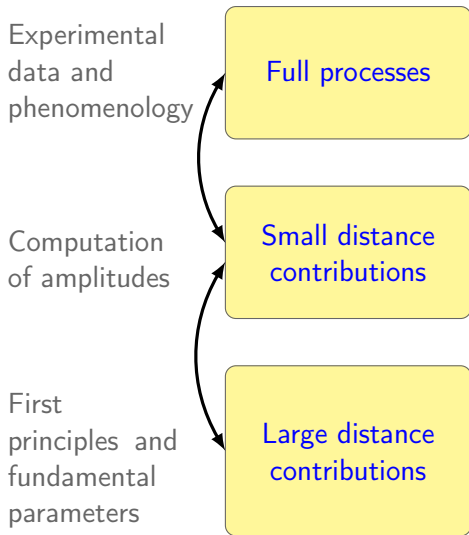 Experimental
data and
phenomenology
Full processes
Computation
of amplitudes
Small distance
contributions
First
principles and
fundamental
parameters
Large distance
contributions